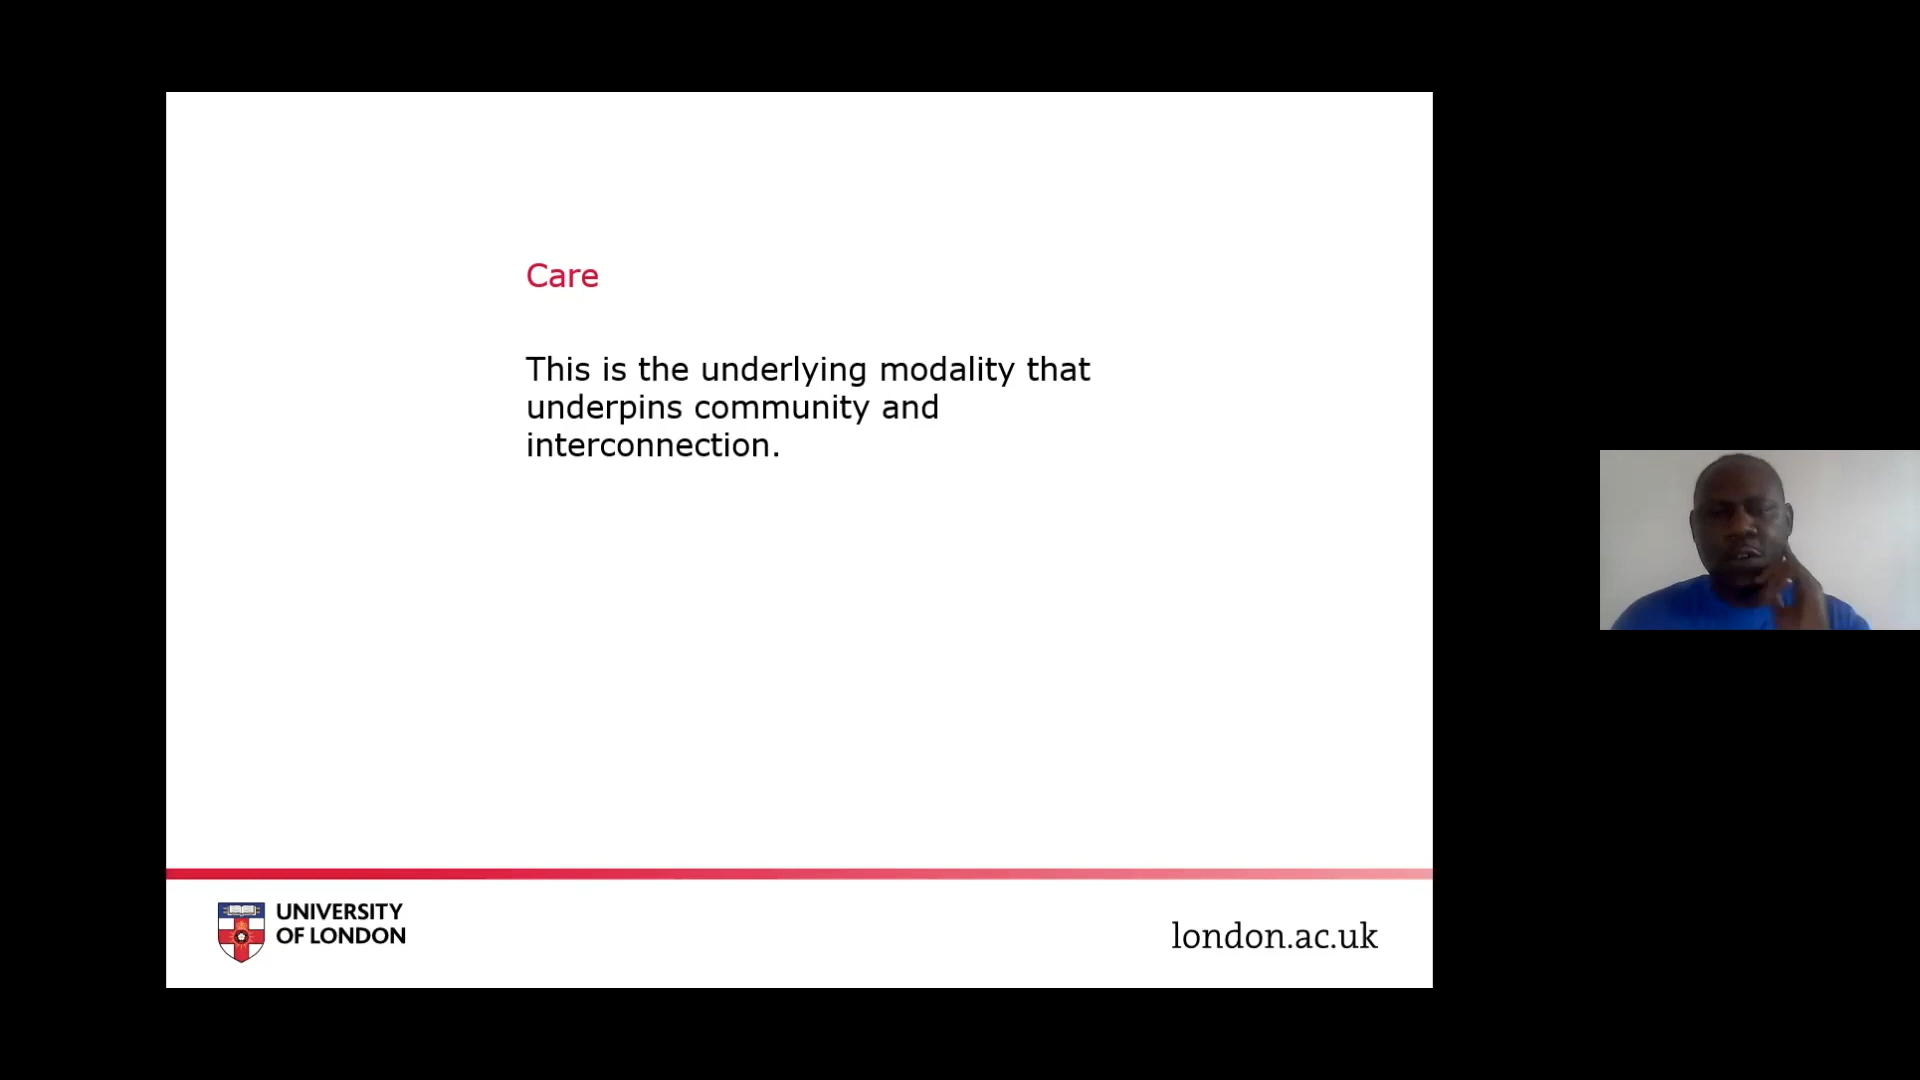 Care
This is the underlying modality that
underpins community and
interconnection.
UNIVERSITY
OF LONDON
london.ac.uk